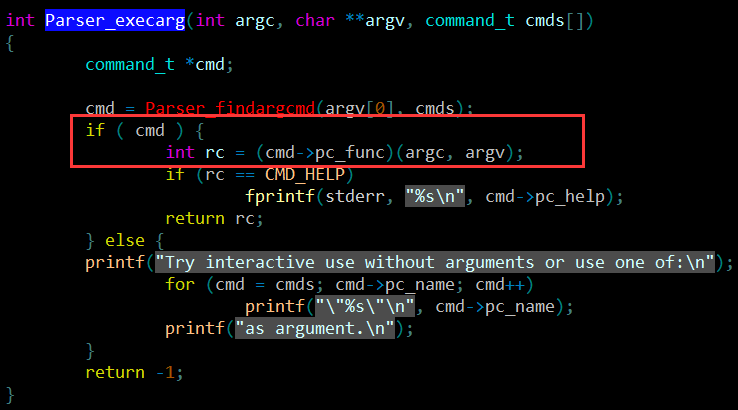 int Parser_execarg(int argc, char **argv, command_t cmds[])
{
        command_t *cmd;

        cmd = Parser_findargcmd(argv[0], cmds);
        if ( cmd ) {
                int rc = (cmd->pc_func)(argc, argv);
                if (rc == CMD_HELP)
                        fprintf(stderr, "%s\n", cmd->pc_help);
                return rc;
        } else {
        printf("Try interactive use without arguments or use one of:\n");
                for (cmd = cmds; cmd->pc_name; cmd++)
                        printf("\"%s\"\n", cmd->pc_name);
                printf("as argument.\n");
        }
        return -1;
}